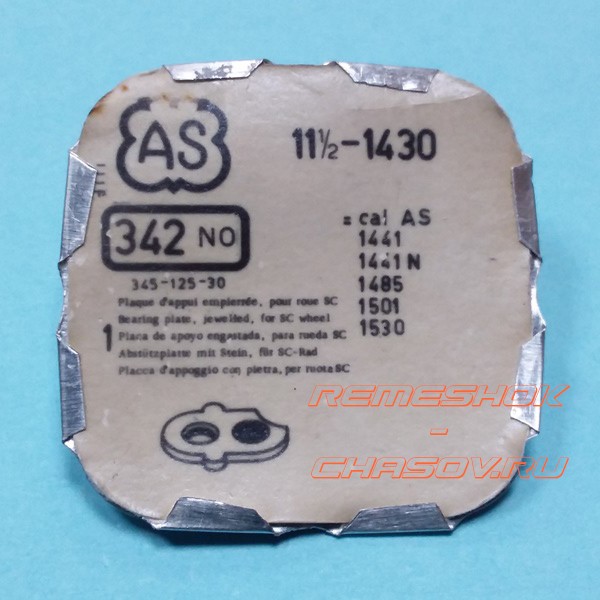 AS
11½-1430
342 NO
= cal AS
1441
1441 N
1485
1501
1530
345-125-30
Plaque d'appui empierrée, pour roue SC
Bearing plate, jewelled, for SC wheel
1 Placa de apoyo engastada, para rueda SC
Abstützplatte mit Stein, für SC-Rad
Placca d'appoggio con pietra, per ruota SC
REMESHOK
-
CHASOV.RU